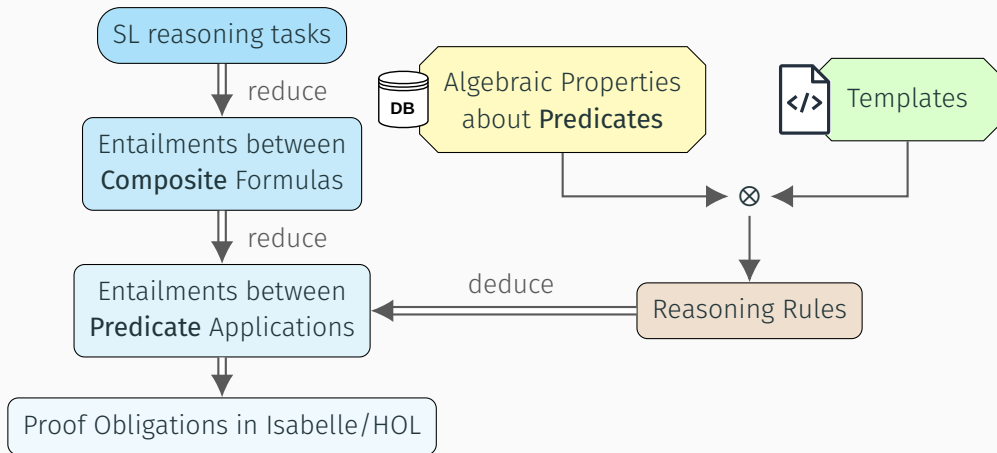 SL reasoning tasks
reduce
Entailments between
Composite Formulas
reduce
Entailments between
Predicate Applications
Proof Obligations in Isabelle/HOL
DB
Algebraic Properties
about Predicates
</>
Templates
⊗
deduce
Reasoning Rules